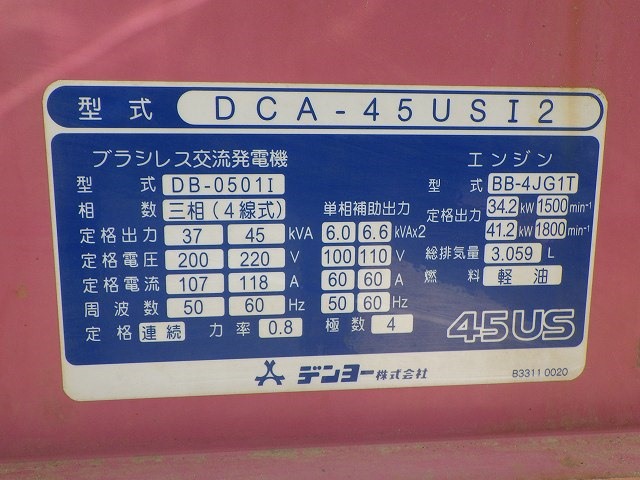 型式 DCA-45USI2
ブラシレス交流発電機
型式 DB-0501I
相数 三相(4線式) 単相補助出力
定格出力 37 45 kVA 6.0 6.6 kVAx2
定格電圧 200 220 V 100 110 V
定格電流 107 118 A 60 60 A
周波数 50 60 Hz 50 60 Hz
定格 連続 力率 0.8 極数 4
エンジン
型式 BB-4JG1T
定格出力 34.2 kW 1500 min⁻¹
41.2 kW 1800 min⁻¹
総排気量 3.059 L
燃料 軽油
45US
デンヨー株式会社
B3311 0020